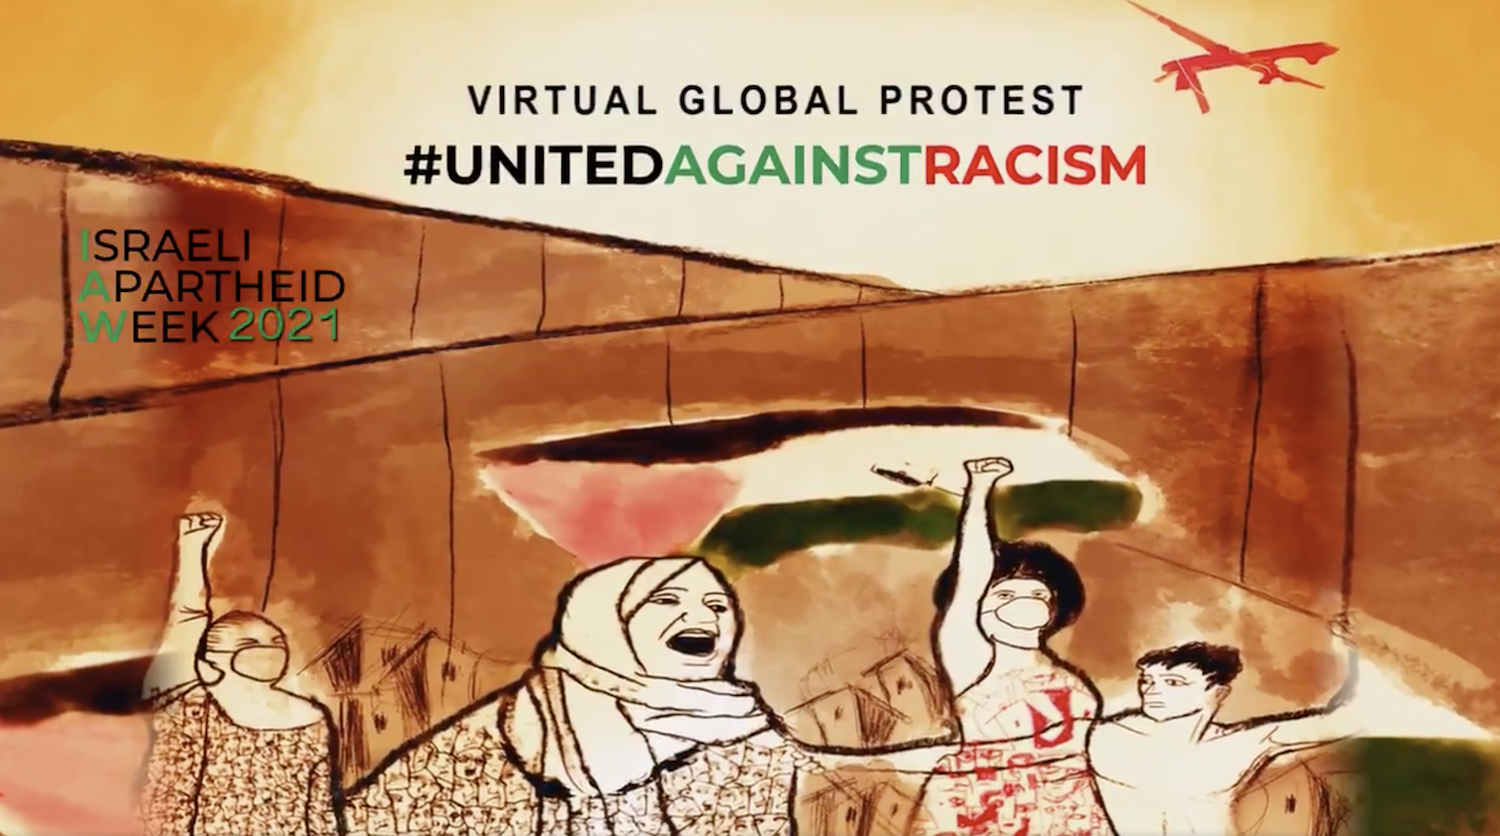 VIRTUAL GLOBAL PROTEST
#UNITEDAGAINSTRACISM
ISRAELI
APARTHEID
WEEK 2021